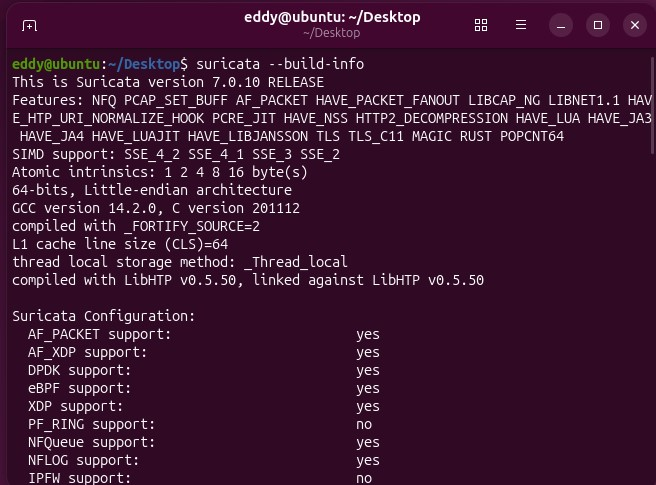 eddy@ubuntu: ~/Desktop
~/Desktop
eddy@ubuntu:~/Desktop$ suricata --build-info
This is Suricata version 7.0.10 RELEASE
Features: NFQ PCAP_SET_BUFF AF_PACKET HAVE_PACKET_FANOUT LIBCAP_NG LIBNET1.1 HAV
E_HTP_URI_NORMALIZE_HOOK PCRE_JIT HAVE_NSS HTTP2_DECOMPRESSION HAVE_LUA HAVE_JA3
 HAVE_JA4 HAVE_LUAJIT HAVE_LIBJANSSON TLS TLS_C11 MAGIC RUST POPCNT64
SIMD support: SSE_4_2 SSE_4_1 SSE_3 SSE_2
Atomic intrinsics: 1 2 4 8 16 byte(s)
64-bits, Little-endian architecture
GCC version 14.2.0, C version 201112
compiled with _FORTIFY_SOURCE=2
L1 cache line size (CLS)=64
thread local storage method: _Thread_local
compiled with LibHTP v0.5.50, linked against LibHTP v0.5.50
Suricata Configuration:
  AF_PACKET support:                       yes
  AF_XDP support:                          yes
  DPDK support:                            yes
  eBPF support:                            yes
  XDP support:                             yes
  PF_RING support:                         no
  NFQueue support:                         yes
  NFLOG support:                           yes
  IPFW support:                            no